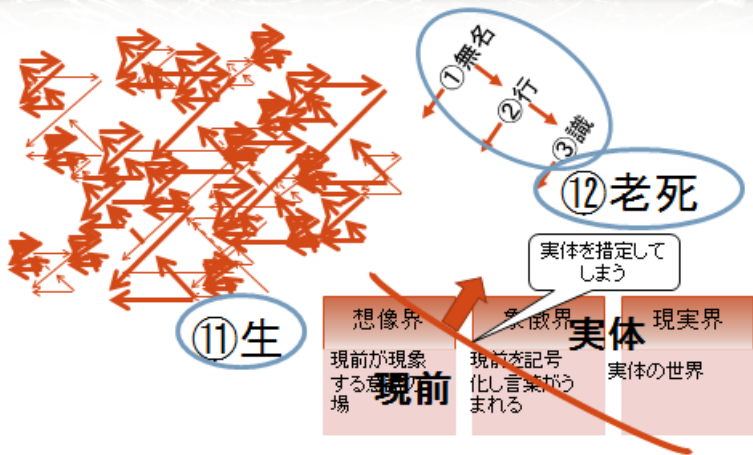 ①無名
②行
③識
⑫老死
実体を措定して
しまう
⑪生
想像界
象徴界
現実界
実体
現前が現象
する意識の
場
現前
現前を記号
化し言葉がう
まれる
実体の世界